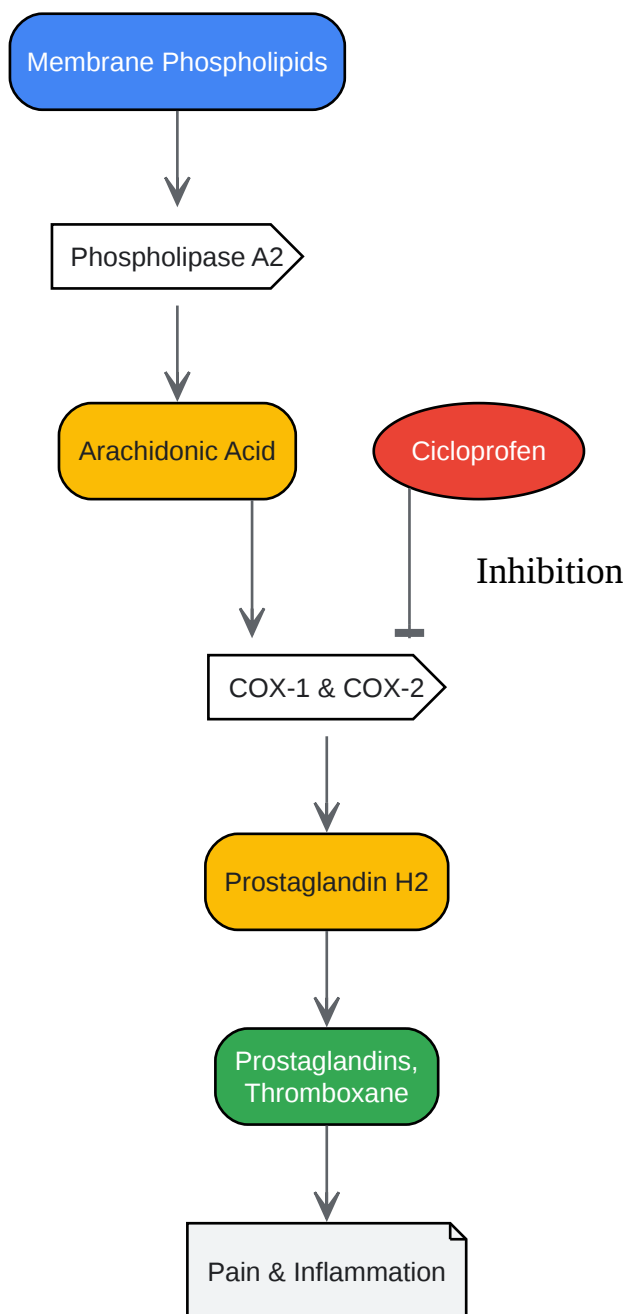 Membrane Phospholipids
Phospholipase A2
Arachidonic Acid
Cicloprofen
Inhibition
COX-1 & COX-2
Prostaglandin H2
Prostaglandins,
Thromboxane
Pain & Inflammation